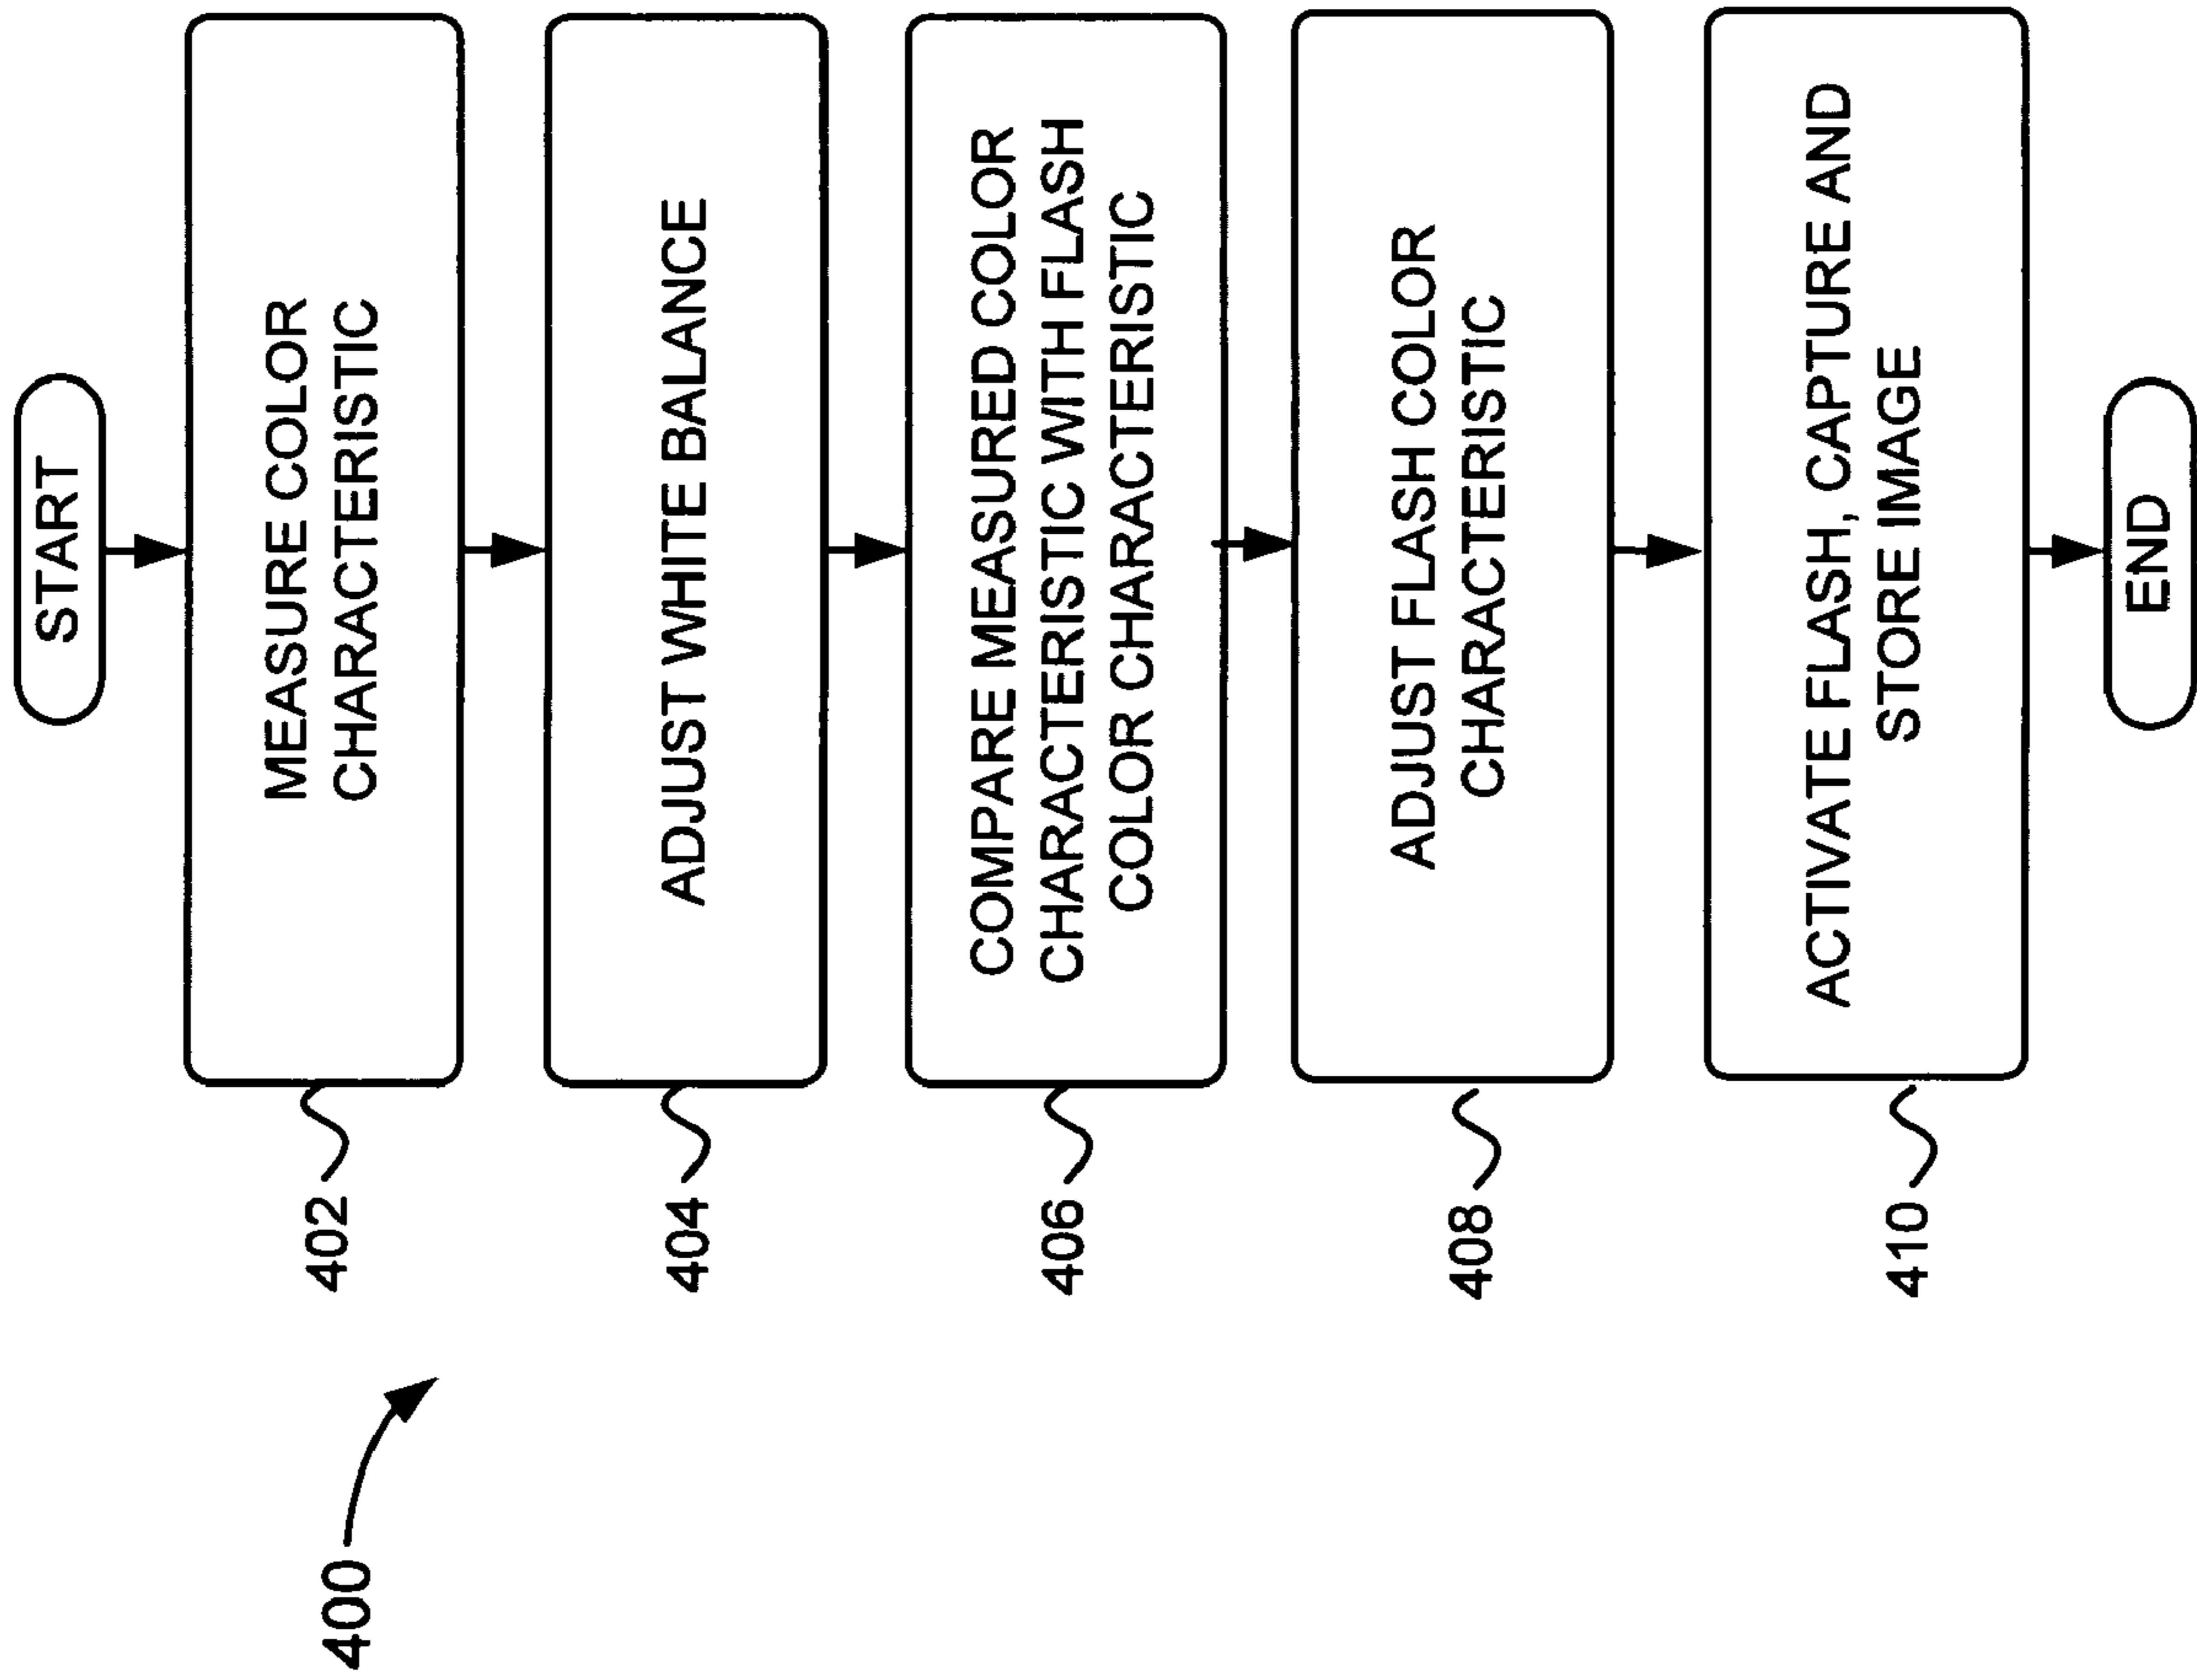 400
START
402
MEASURE COLOR
CHARACTERISTIC
404
ADJUST WHITE BALANCE
406
COMPARE MEASURED COLOR
CHARACTERISTIC WITH FLASH
COLOR CHARACTERISTIC
408
ADJUST FLASH COLOR
CHARACTERISTIC
410
ACTIVATE FLASH, CAPTURE AND
STORE IMAGE
END